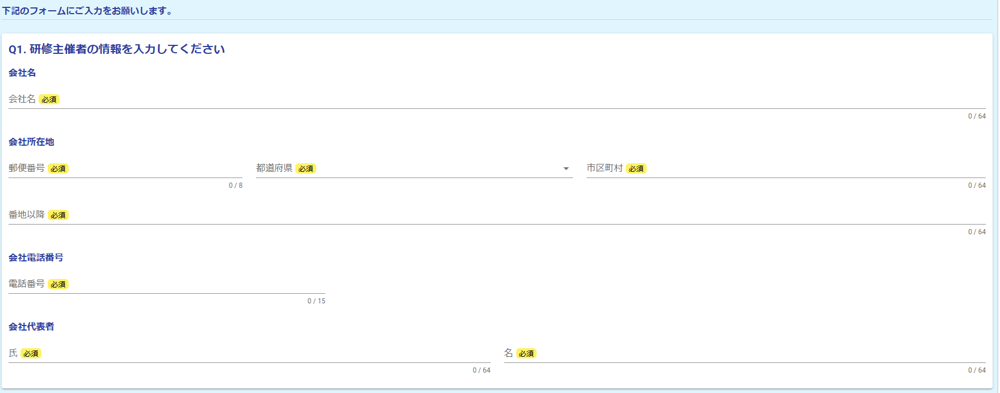 下記のフォームにご入力をお願いします。
Q1. 研修主催者の情報を入力してください
会社名
会社名 必須
0 / 64
会社所在地
郵便番号 必須 都道府県 必須 市区町村 必須
0 / 8 0 / 64
番地以降 必須
0 / 64
会社電話番号
電話番号 必須
0 / 15
会社代表者
氏 必須 名 必須
0 / 64 0 / 64